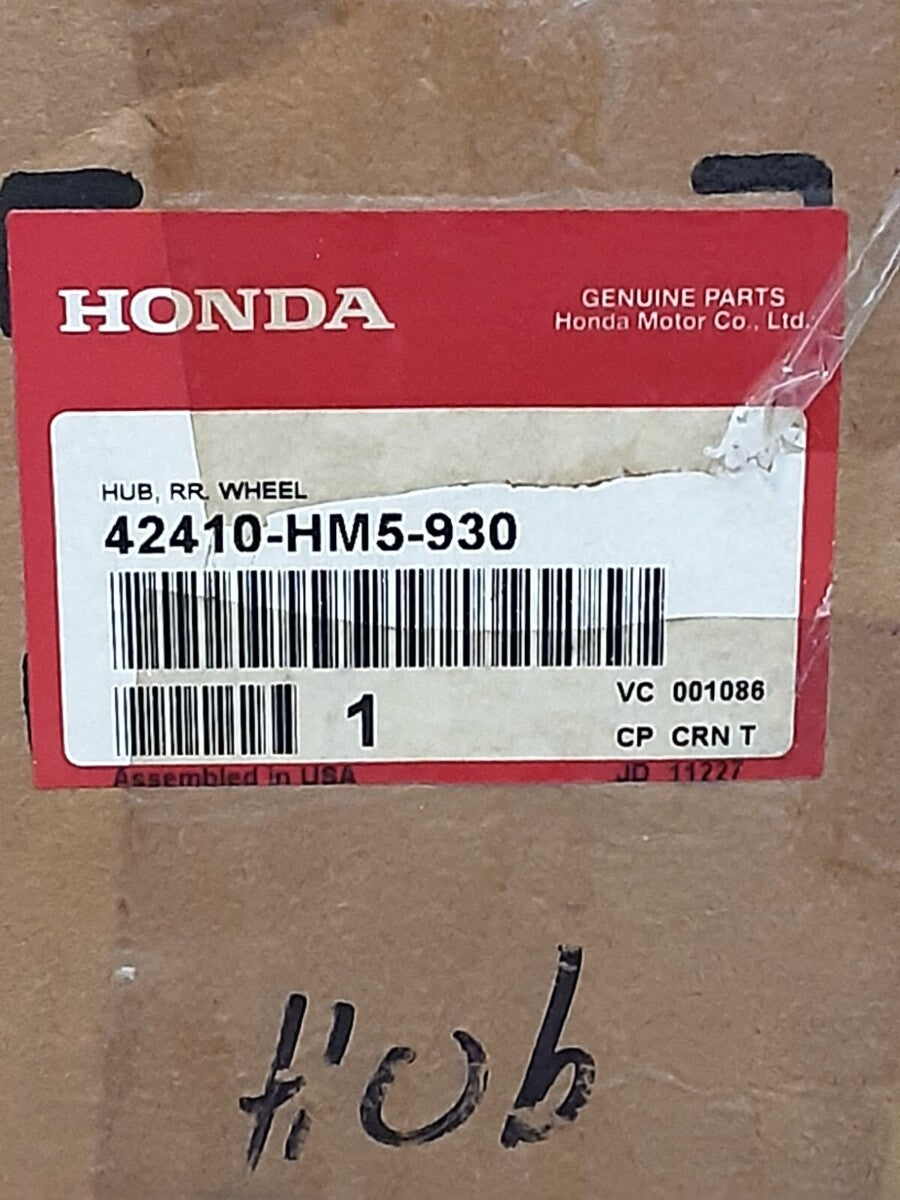 HONDA
GENUINE PARTS
Honda Motor Co., Ltd.
HUB, RR. WHEEL
42410-HM5-930
1
VC 001086
CP CRN T
Assembled in USA
JD 11227
Hub